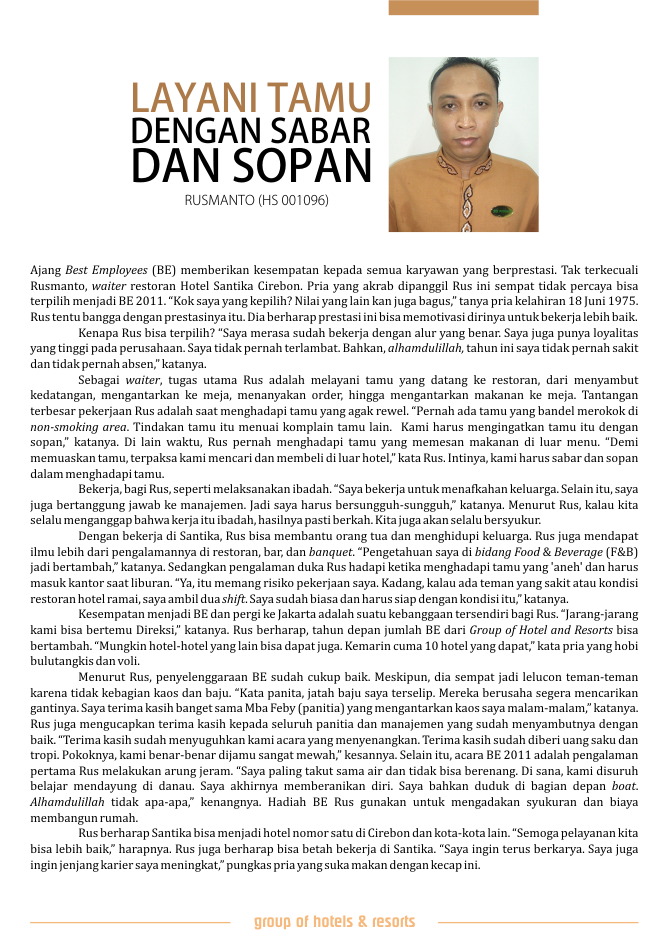 LAYANI TAMU
DENGAN SABAR
DAN SOPAN
RUSMANTO (HS 001096)
Ajang Best Employees (BE) memberikan kesempatan kepada semua karyawan yang berprestasi. Tak terkecuali
Rusmanto, waiter restoran Hotel Santika Cirebon. Pria yang akrab dipanggil Rus ini sempat tidak percaya bisa
terpilih menjadi BE 2011. “Kok saya yang kepilih? Nilai yang lain kan juga bagus,” tanya pria kelahiran 18 Juni 1975.
Rus tentu bangga dengan prestasinya itu. Dia berharap prestasi ini bisa memotivasi dirinya untuk bekerja lebih baik.
Kenapa Rus bisa terpilih? “Saya merasa sudah bekerja dengan alur yang benar. Saya juga punya loyalitas
yang tinggi pada perusahaan. Saya tidak pernah terlambat. Bahkan, alhamdulillah, tahun ini saya tidak pernah sakit
dan tidak pernah absen,” katanya.
Sebagai waiter, tugas utama Rus adalah melayani tamu yang datang ke restoran, dari menyambut
kedatangan, mengantarkan ke meja, menanyakan order, hingga mengantarkan makanan ke meja. Tantangan
terbesar pekerjaan Rus adalah saat menghadapi tamu yang agak rewel. “Pernah ada tamu yang bandel merokok di
non-smoking area. Tindakan tamu itu menuai komplain tamu lain. Kami harus mengingatkan tamu itu dengan
sopan,” katanya. Di lain waktu, Rus pernah menghadapi tamu yang memesan makanan di luar menu. “Demi
memuaskan tamu, terpaksa kami mencari dan membeli di luar hotel,” kata Rus. Intinya, kami harus sabar dan sopan
dalam menghadapi tamu.
Bekerja, bagi Rus, seperti melaksanakan ibadah. “Saya bekerja untuk menafkahan keluarga. Selain itu, saya
juga bertanggung jawab ke manajemen. Jadi saya harus bersungguh-sungguh,” katanya. Menurut Rus, kalau kita
selalu menganggap bahwa kerja itu ibadah, hasilnya pasti berkah. Kita juga akan selalu bersyukur.
Dengan bekerja di Santika, Rus bisa membantu orang tua dan menghidupi keluarga. Rus juga mendapat
ilmu lebih dari pengalamannya di restoran, bar, dan banquet. “Pengetahuan saya di bidang Food & Beverage (F&B)
jadi bertambah,” katanya. Sedangkan pengalaman duka Rus hadapi ketika menghadapi tamu yang 'aneh' dan harus
masuk kantor saat liburan. “Ya, itu memang risiko pekerjaan saya. Kadang, kalau ada teman yang sakit atau kondisi
restoran hotel ramai, saya ambil dua shift. Saya sudah biasa dan harus siap dengan kondisi itu,” katanya.
Kesempatan menjadi BE dan pergi ke Jakarta adalah suatu kebanggaan tersendiri bagi Rus. “Jarang-jarang
kami bisa bertemu Direksi,” katanya. Rus berharap, tahun depan jumlah BE dari Group of Hotel and Resorts bisa
bertambah. “Mungkin hotel-hotel yang lain bisa dapat juga. Kemarin cuma 10 hotel yang dapat,” kata pria yang hobi
bulutangkis dan voli.
Menurut Rus, penyelenggaraan BE sudah cukup baik. Meskipun, dia sempat jadi lelucon teman-teman
karena tidak kebagian kaos dan baju. “Kata panita, jatah baju saya terselip. Mereka berusaha segera mencarikan
gantinya. Saya terima kasih banget sama Mba Feby (panitia) yang mengantarkan kaos saya malam-malam,” katanya.
Rus juga mengucapkan terima kasih kepada seluruh panitia dan manajemen yang sudah menyambutnya dengan
baik. “Terima kasih sudah menyuguhkan kami acara yang menyenangkan. Terima kasih sudah diberi uang saku dan
tropi. Pokoknya, kami benar-benar dijamu sangat mewah,” kesannya. Selain itu, acara BE 2011 adalah pengalaman
pertama Rus melakukan arung jeram. “Saya paling takut sama air dan tidak bisa berenang. Di sana, kami disuruh
belajar mendayung di danau. Saya akhirnya memberanikan diri. Saya bahkan duduk di bagian depan boat.
Alhamdulillah tidak apa-apa,” kenangnya. Hadiah BE Rus gunakan untuk mengadakan syukuran dan biaya
membangun rumah.
Rus berharap Santika bisa menjadi hotel nomor satu di Cirebon dan kota-kota lain. “Semoga pelayanan kita
bisa lebih baik,” harapnya. Rus juga berharap bisa betah bekerja di Santika. “Saya ingin terus berkarya. Saya juga
ingin jenjang karier saya meningkat,” pungkas pria yang suka makan dengan kecap ini.
group of hotels & resorts